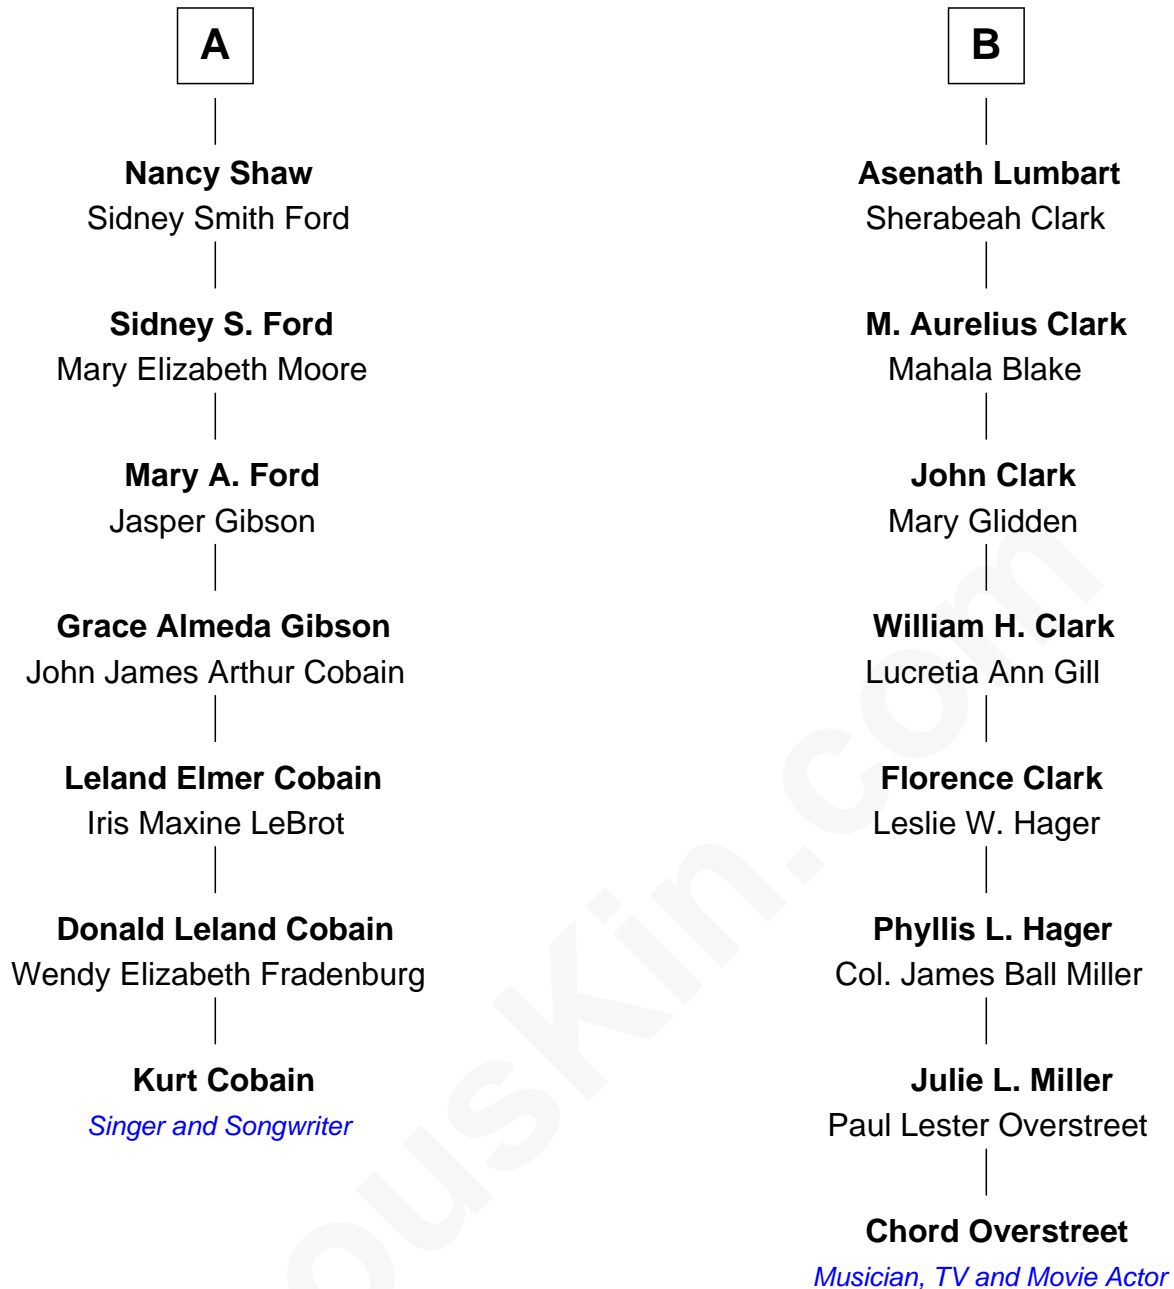 A
Nancy Shaw
Sidney Smith Ford
Sidney S. Ford
Mary Elizabeth Moore
Mary A. Ford
Jasper Gibson
Grace Almeda Gibson
John James Arthur Cobain
Leland Elmer Cobain
Iris Maxine LeBrot
Donald Leland Cobain
Wendy Elizabeth Fradenburg
Kurt Cobain
Singer and Songwriter
B
Asenath Lumbart
Sherabeah Clark
M. Aurelius Clark
Mahala Blake
John Clark
Mary Glidden
William H. Clark
Lucretia Ann Gill
Florence Clark
Leslie W. Hager
Phyllis L. Hager
Col. James Ball Miller
Julie L. Miller
Paul Lester Overstreet
Chord Overstreet
Musician, TV and Movie Actor
ousKin.com